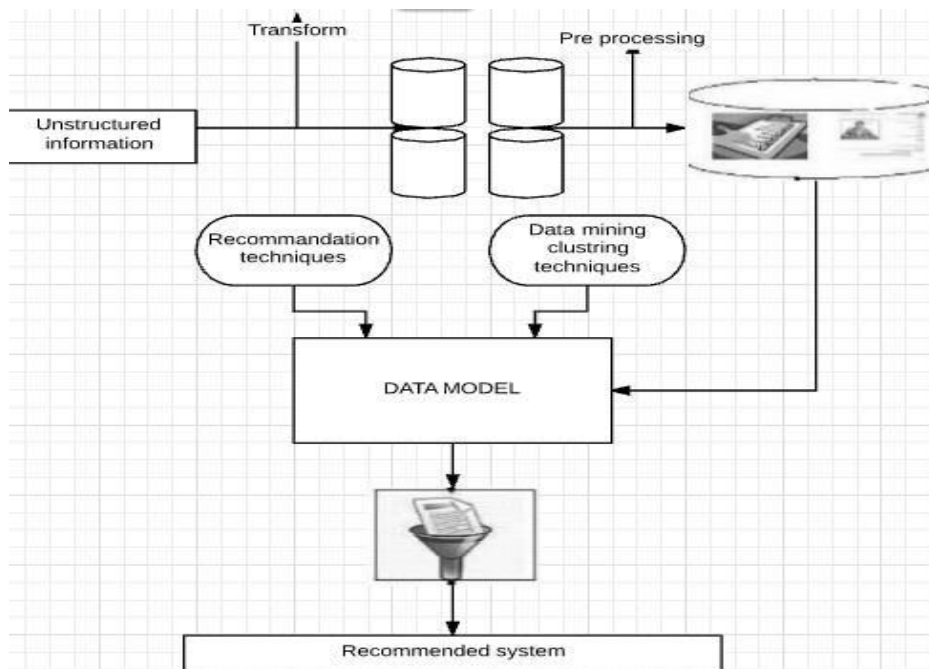 Transform
Pre processing
Unstructured
information
Recommandation
techniques
Data mining
clustring
techniques
DATA MODEL
Recommended system